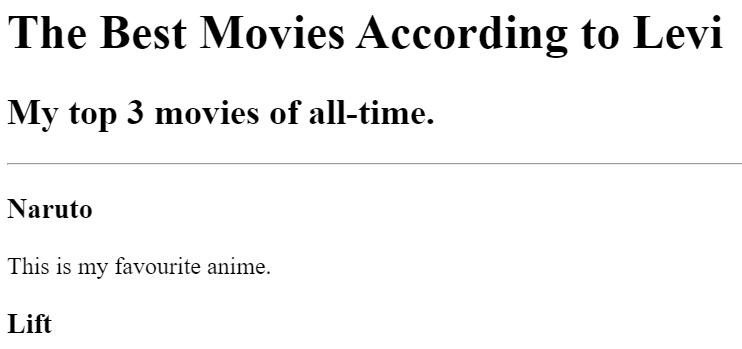 The Best Movies According to Levi
My top 3 movies of all-time.
Naruto
This is my favourite anime.
Lift